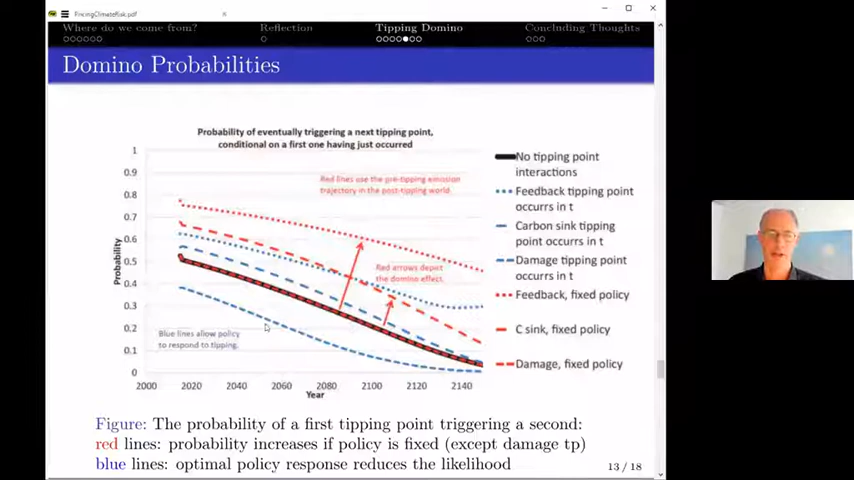 PricingClimateRisk.pdf
Where do we come from?
Reflection
Tipping Domino
Concluding Thoughts
Domino Probabilities
Probability of eventually triggering a next tipping point,
conditional on a first one having just occurred
1
0.9
0.8
0.7
0.6
0.5
0.4
0.3
0.2
0.1
0
Probability
2000
2020
2040
2060
2080
2100
2120
2140
Year
Red lines use the pre-tipping emission
trajectory in the post-tipping world.
Red arrows depict
the domino effect.
Blue lines allow policy
to respond to tipping.
No tipping point
interactions
Feedback tipping point
occurs in t
Carbon sink tipping
point occurs in t
Damage tipping point
occurs in t
Feedback, fixed policy
C sink, fixed policy
Damage, fixed policy
Figure: The probability of a first tipping point triggering a second:
red lines: probability increases if policy is fixed (except damage tp)
blue lines: optimal policy response reduces the likelihood
13 / 18